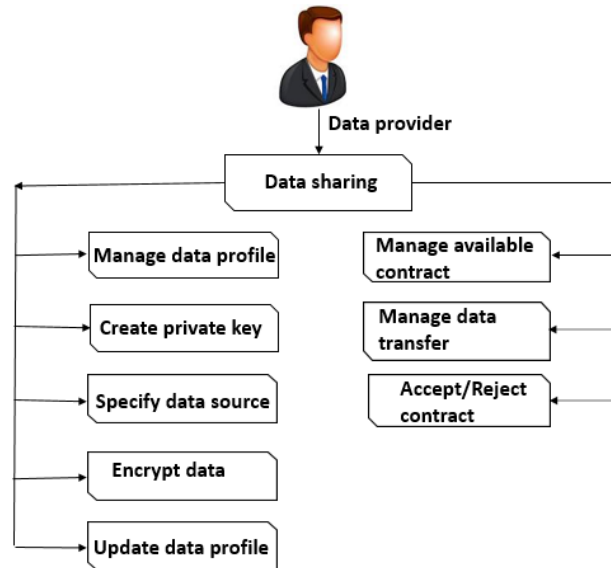 Data provider
Data sharing
Manage data profile
Create private key
Specify data source
Encrypt data
Update data profile
Manage available
contract
Manage data
transfer
Accept/Reject
contract